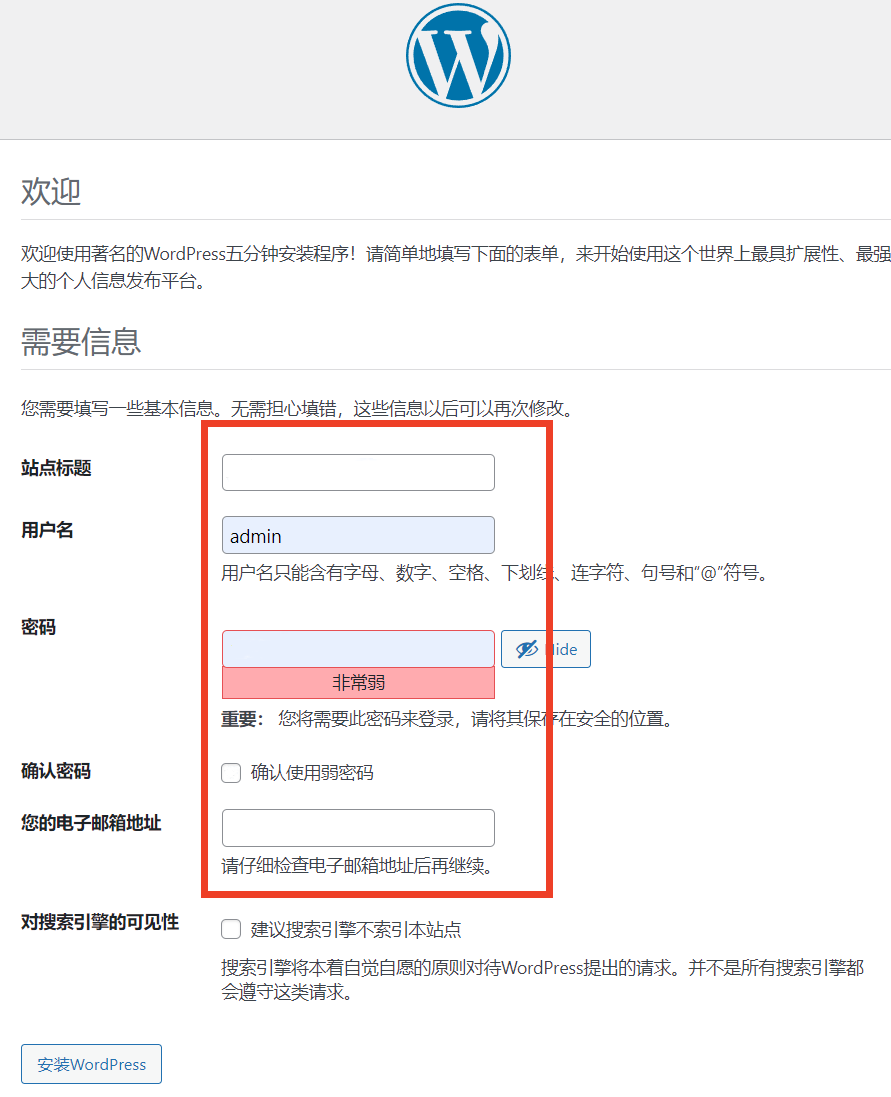 欢迎
欢迎使用著名的WordPress五分钟安装程序！请简单地填写下面的表单，来开始使用这个世界上最具扩展性、最强
大的个人信息发布平台。
需要信息
您需要填写一些基本信息。无需担心填错，这些信息以后可以再次修改。
站点标题
用户名
admin
用户名只能含有字母、数字、空格、下划线、连字符、句号和“@”符号。
密码
Hide
非常弱
重要： 您将需要此密码来登录，请将其保存在安全的位置。
确认密码
确认使用弱密码
您的电子邮箱地址
请仔细检查电子邮箱地址后再继续。
对搜索引擎的可见性
建议搜索引擎不索引本站点
搜索引擎将本着自觉自愿的原则对待WordPress提出的请求。并不是所有搜索引擎都
会遵守这类请求。
安装WordPress